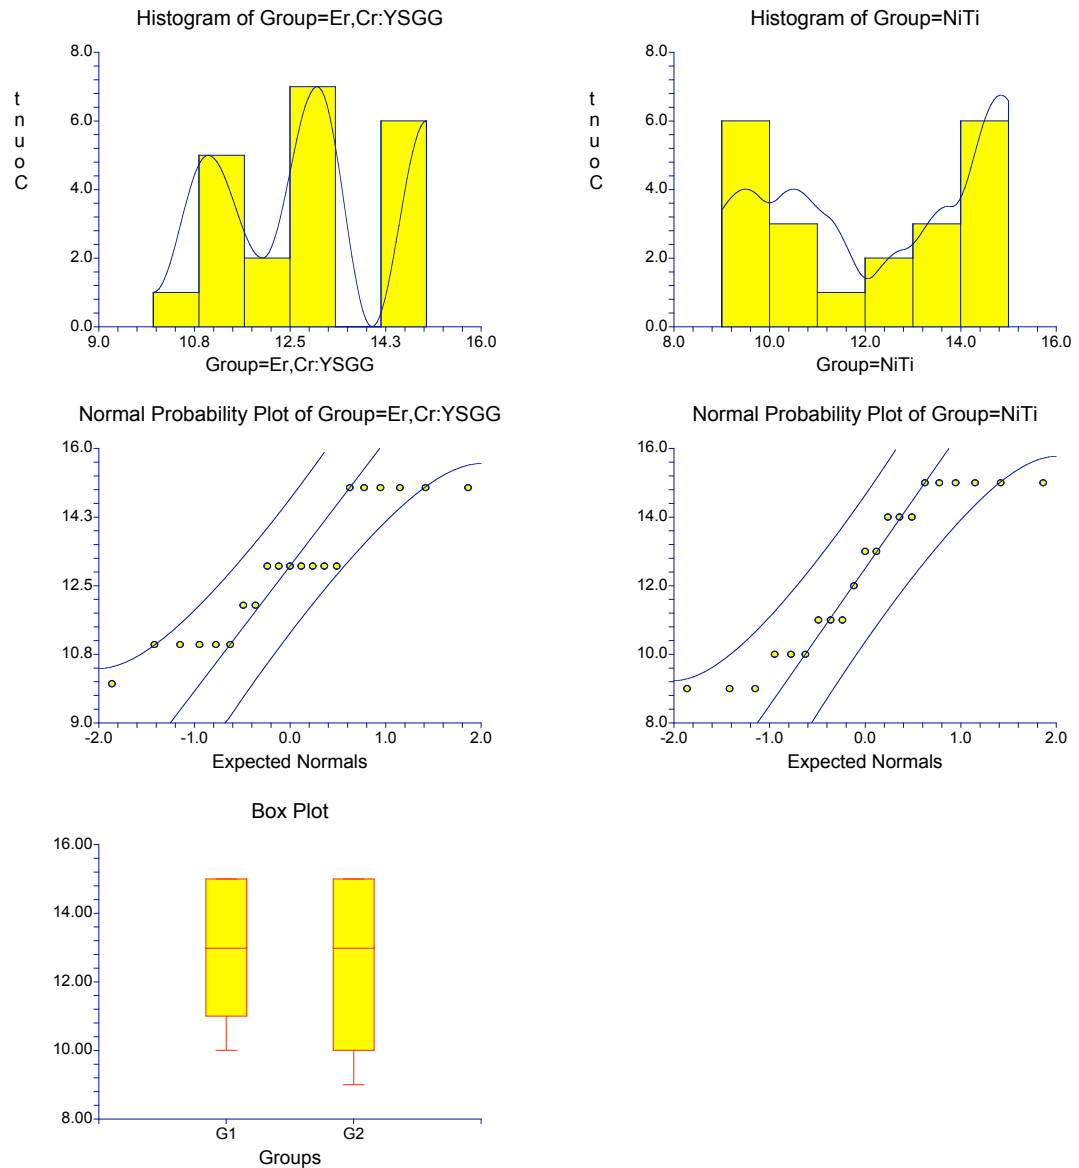 Histogram of Group=Er,Cr:YSGG
8.0
6.0
4.0
2.0
0.0
t
n
u
o
C
9.0 10.8 12.5 14.3 16.0
Group=Er,Cr:YSGG
Histogram of Group=NiTi
8.0
6.0
4.0
2.0
0.0
t
n
u
o
C
8.0 10.0 12.0 14.0 16.0
Group=NiTi
Normal Probability Plot of Group=Er,Cr:YSGG
16.0
14.3
12.5
10.8
9.0
-2.0 -1.0 0.0 1.0 2.0
Expected Normals
Normal Probability Plot of Group=NiTi
16.0
14.0
12.0
10.0
8.0
-2.0 -1.0 0.0 1.0 2.0
Expected Normals
Box Plot
16.00
14.00
12.00
10.00
8.00
G1 G2
Groups